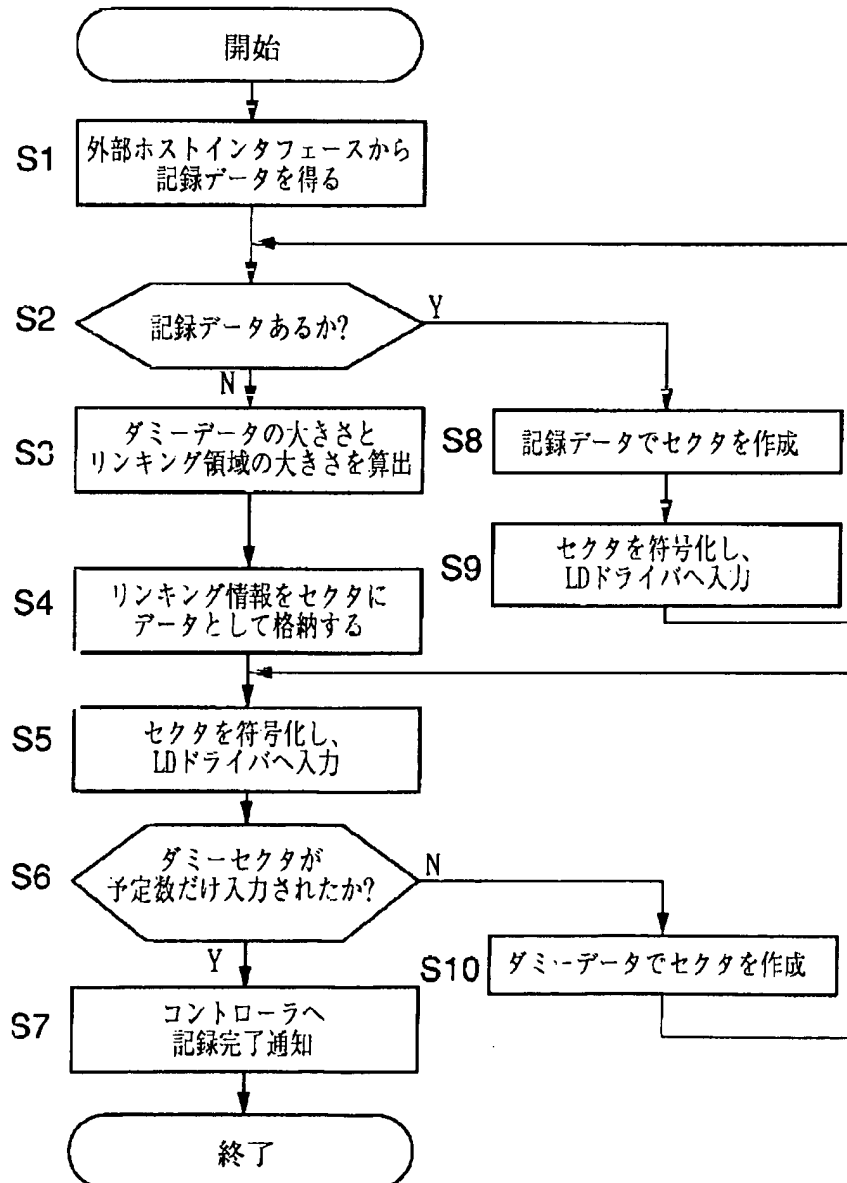 開始
S1
外部ホストインタフェースから
記録データを得る
S2
記録データあるか?
Y
N
S3
ダミーデータの大きさと
リンキング領域の大きさを算出
S8
記録データでセクタを作成
S9
セクタを符号化し、
LDドライバへ入力
S4
リンキング情報をセクタに
データとして格納する
S5
セクタを符号化し、
LDドライバへ入力
S6
ダミーセクタが
予定数だけ入力されたか?
N
Y
S10
ダミーデータでセクタを作成
S7
コントローラへ
記録完了通知
終了